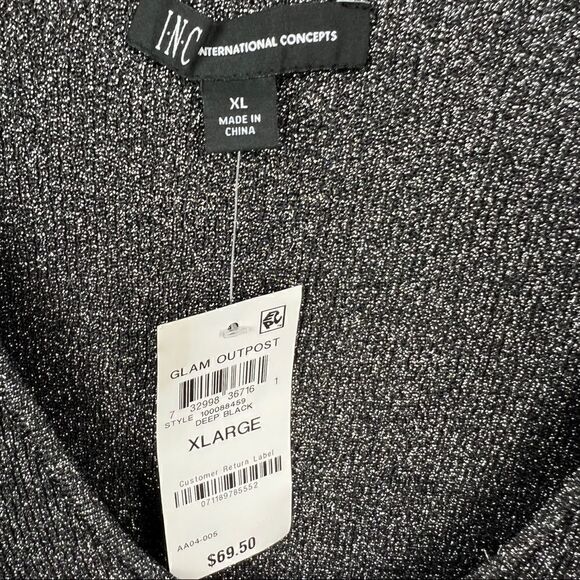 I·N·C INTERNATIONAL CONCEPTS
XL
MADE IN
CHINA
GLAM OUTPOST
7 32998 36716 1
STYLE 100088459
DEEP BLACK
XLARGE
Customer Return Label
071189785552
AA04-005
$69.50